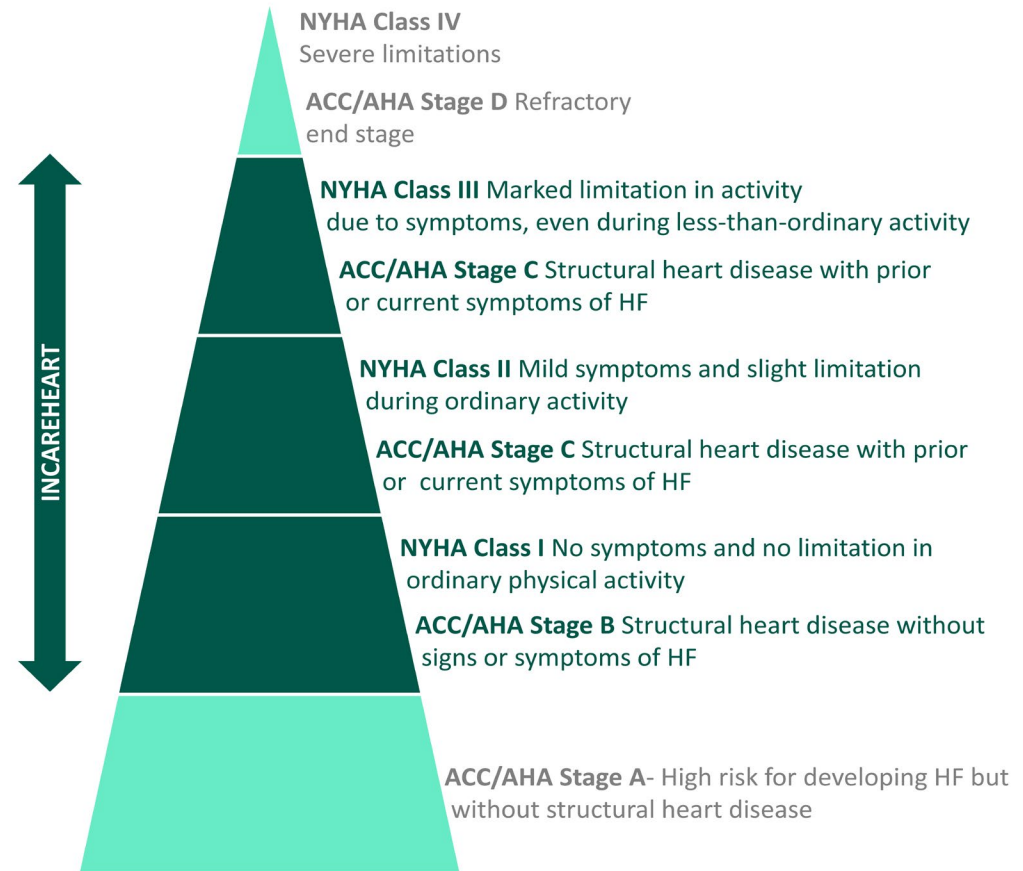 NYHA Class IV
Severe limitations
ACC/AHA Stage D Refractory
end stage
NYHA Class III Marked limitation in activity
due to symptoms, even during less-than-ordinary activity
ACC/AHA Stage C Structural heart disease with prior
or current symptoms of HF
INCAREHEART
NYHA Class II Mild symptoms and slight limitation
during ordinary activity
ACC/AHA Stage C Structural heart disease with prior
or current symptoms of HF
NYHA Class I No symptoms and no limitation in
ordinary physical activity
ACC/AHA Stage B Structural heart disease without
signs or symptoms of HF
ACC/AHA Stage A- High risk for developing HF but
without structural heart disease